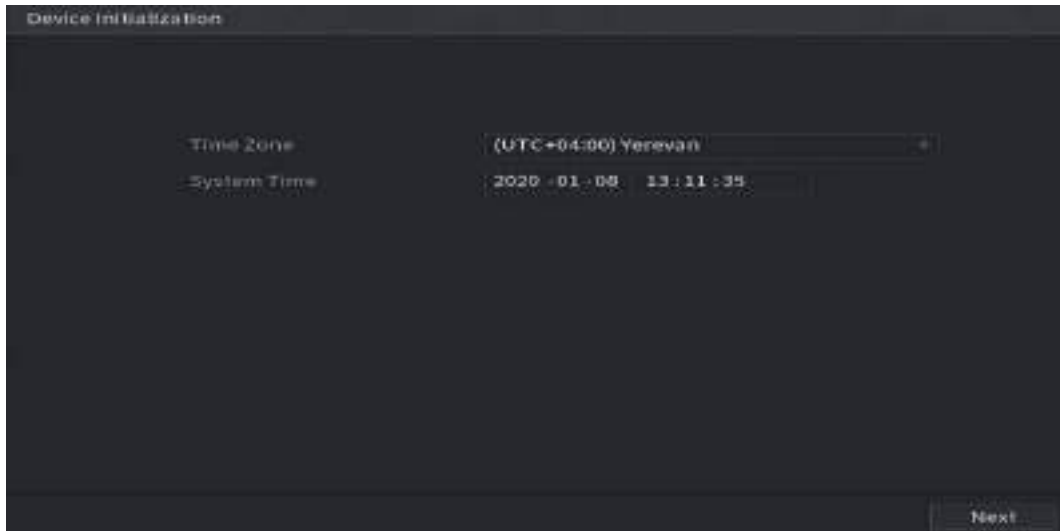 Device Initialization
Time Zone (UTC+04:00) Yerevan
System Time 2020 - 01 - 08 13 : 11 : 35
Next